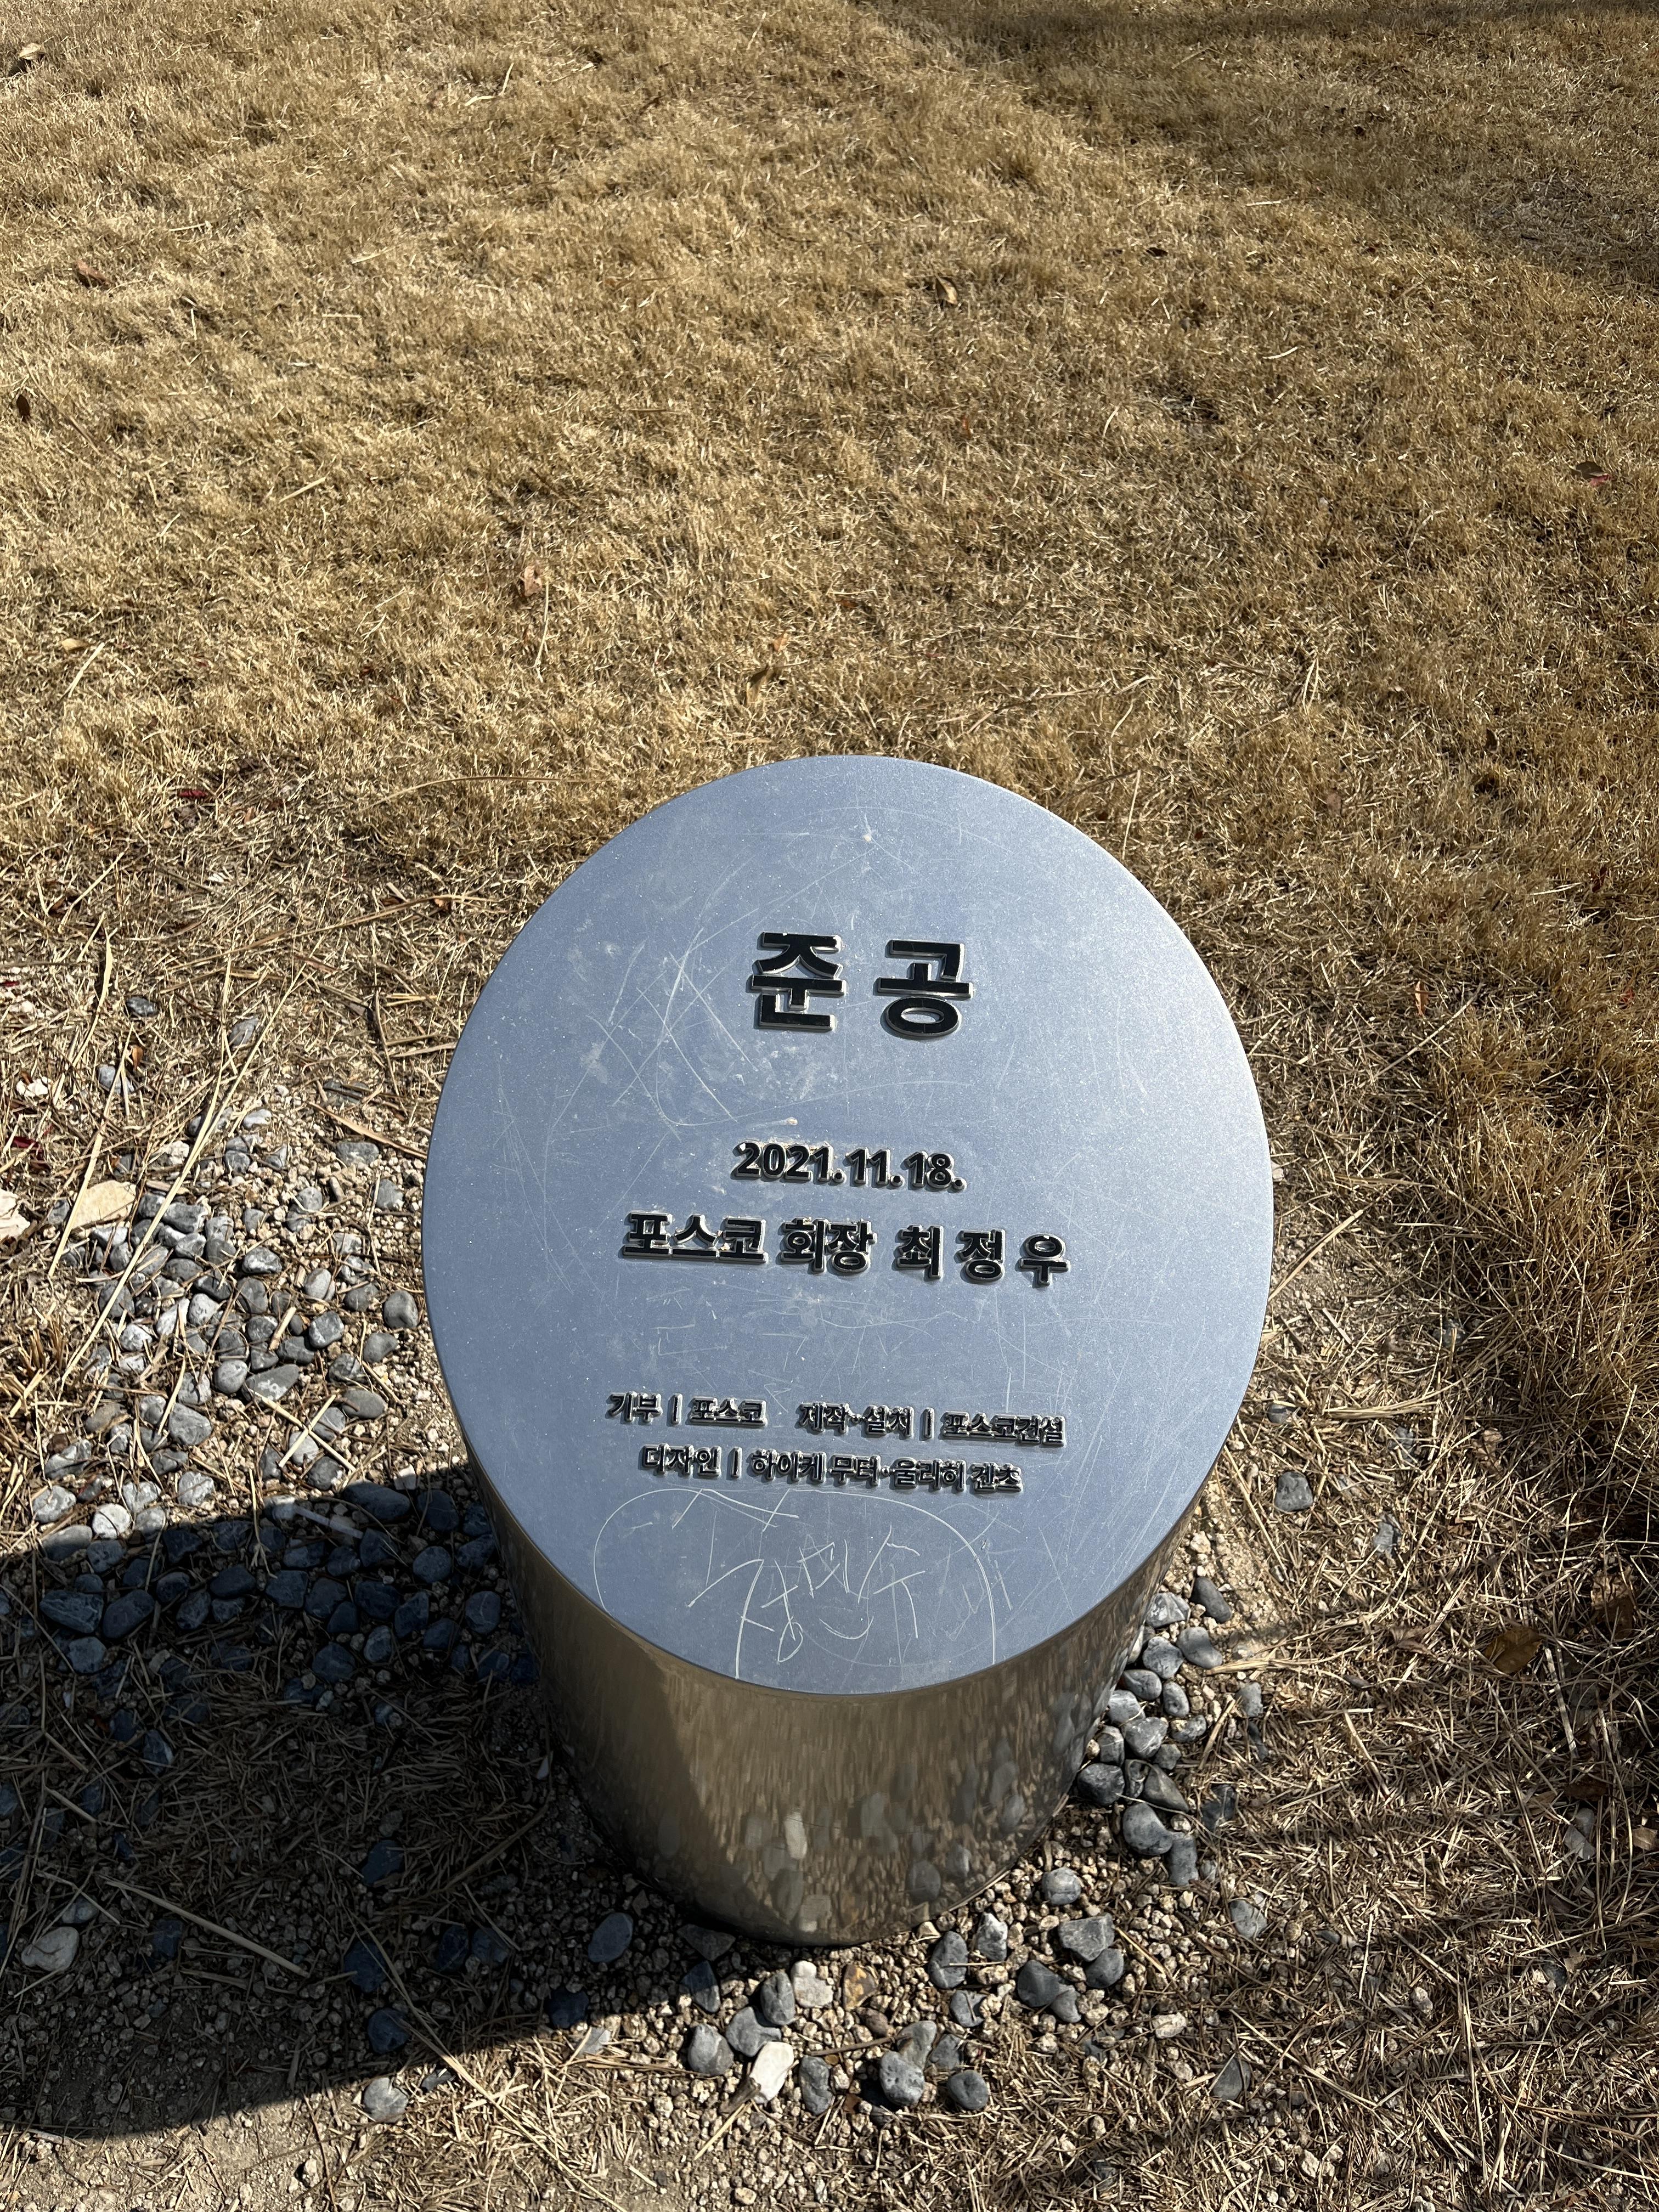 준공
2021.11.18.
포스코 회장 최정우
기부 | 포스코 제작·설치 | 포스코건설
디자인 | 하이케 무터·울리히 겐츠